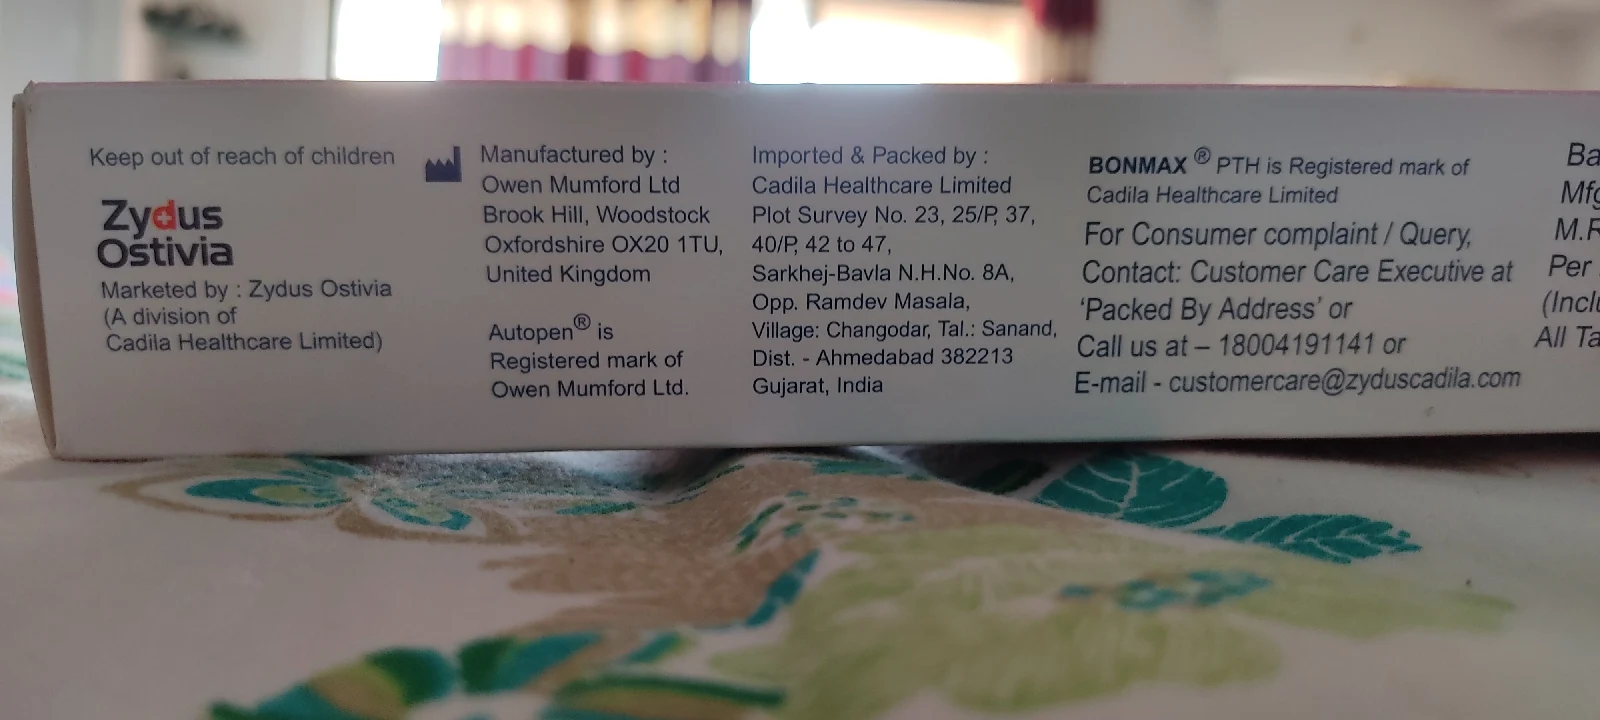 Keep out of reach of children
Zydus
Ostivia
Marketed by : Zydus Ostivia
(A division of
Cadila Healthcare Limited)
Manufactured by :
Owen Mumford Ltd
Brook Hill, Woodstock
Oxfordshire OX20 1TU,
United Kingdom
Autopen® is
Registered mark of
Owen Mumford Ltd.
Imported & Packed by :
Cadila Healthcare Limited
Plot Survey No. 23, 25/P, 37,
40/P, 42 to 47,
Sarkhej-Bavla N.H.No. 8A,
Opp. Ramdev Masala,
Village: Changodar, Tal.: Sanand,
Dist. - Ahmedabad 382213
Gujarat, India
BONMAX ® PTH is Registered mark of
Cadila Healthcare Limited
For Consumer complaint / Query,
Contact: Customer Care Executive at
‘Packed By Address’ or
Call us at – 18004191141 or
E-mail - customercare@zyduscadila.com
Per
All